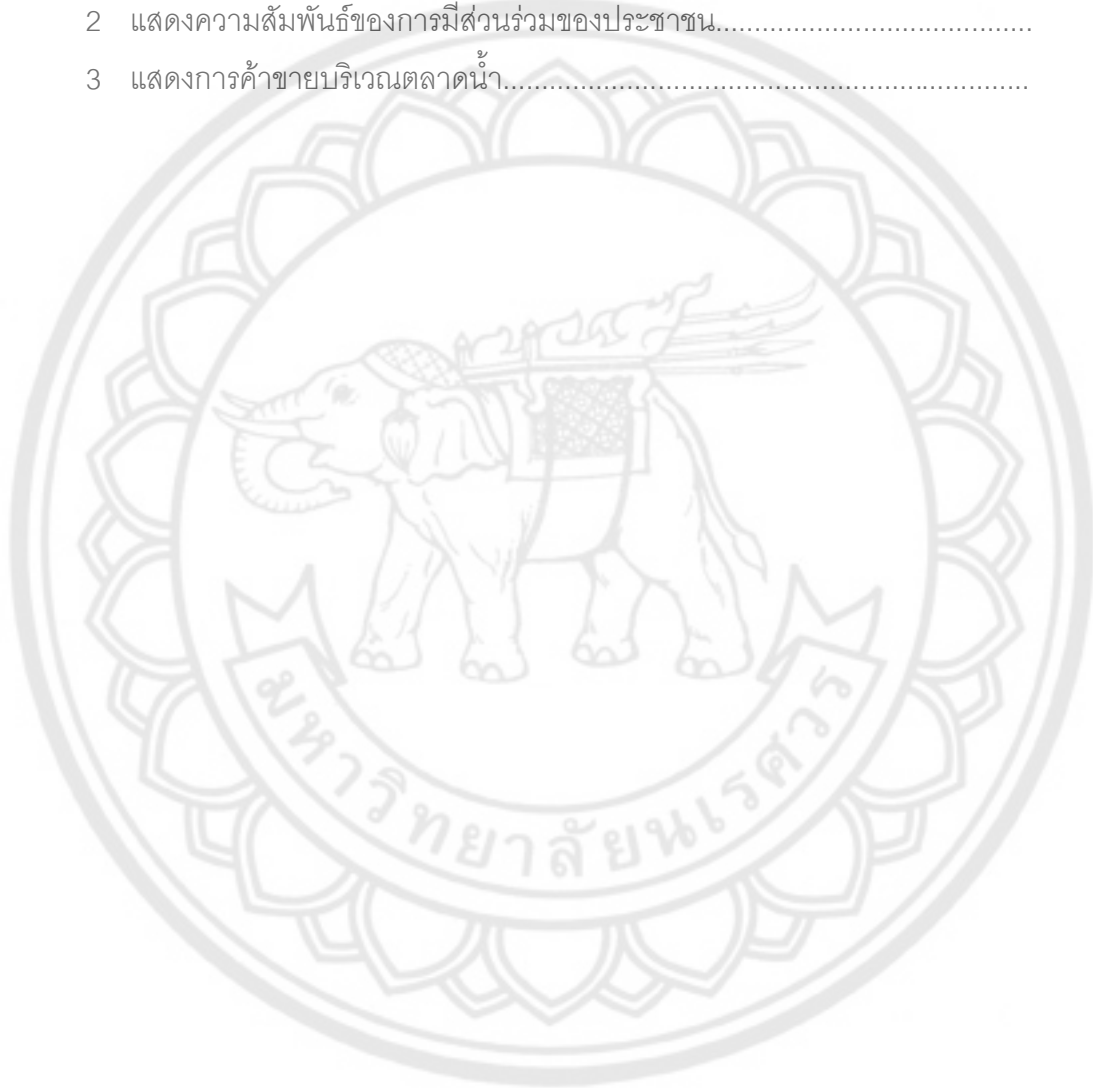 2 แสดงความสัมพันธ์ของการมีส่วนร่วมของประชาชน..........................................
3 แสดงการค้าขายบริเวณตลาดน้ำ......................................................................
มหาวิทยาลัยนเรศวร